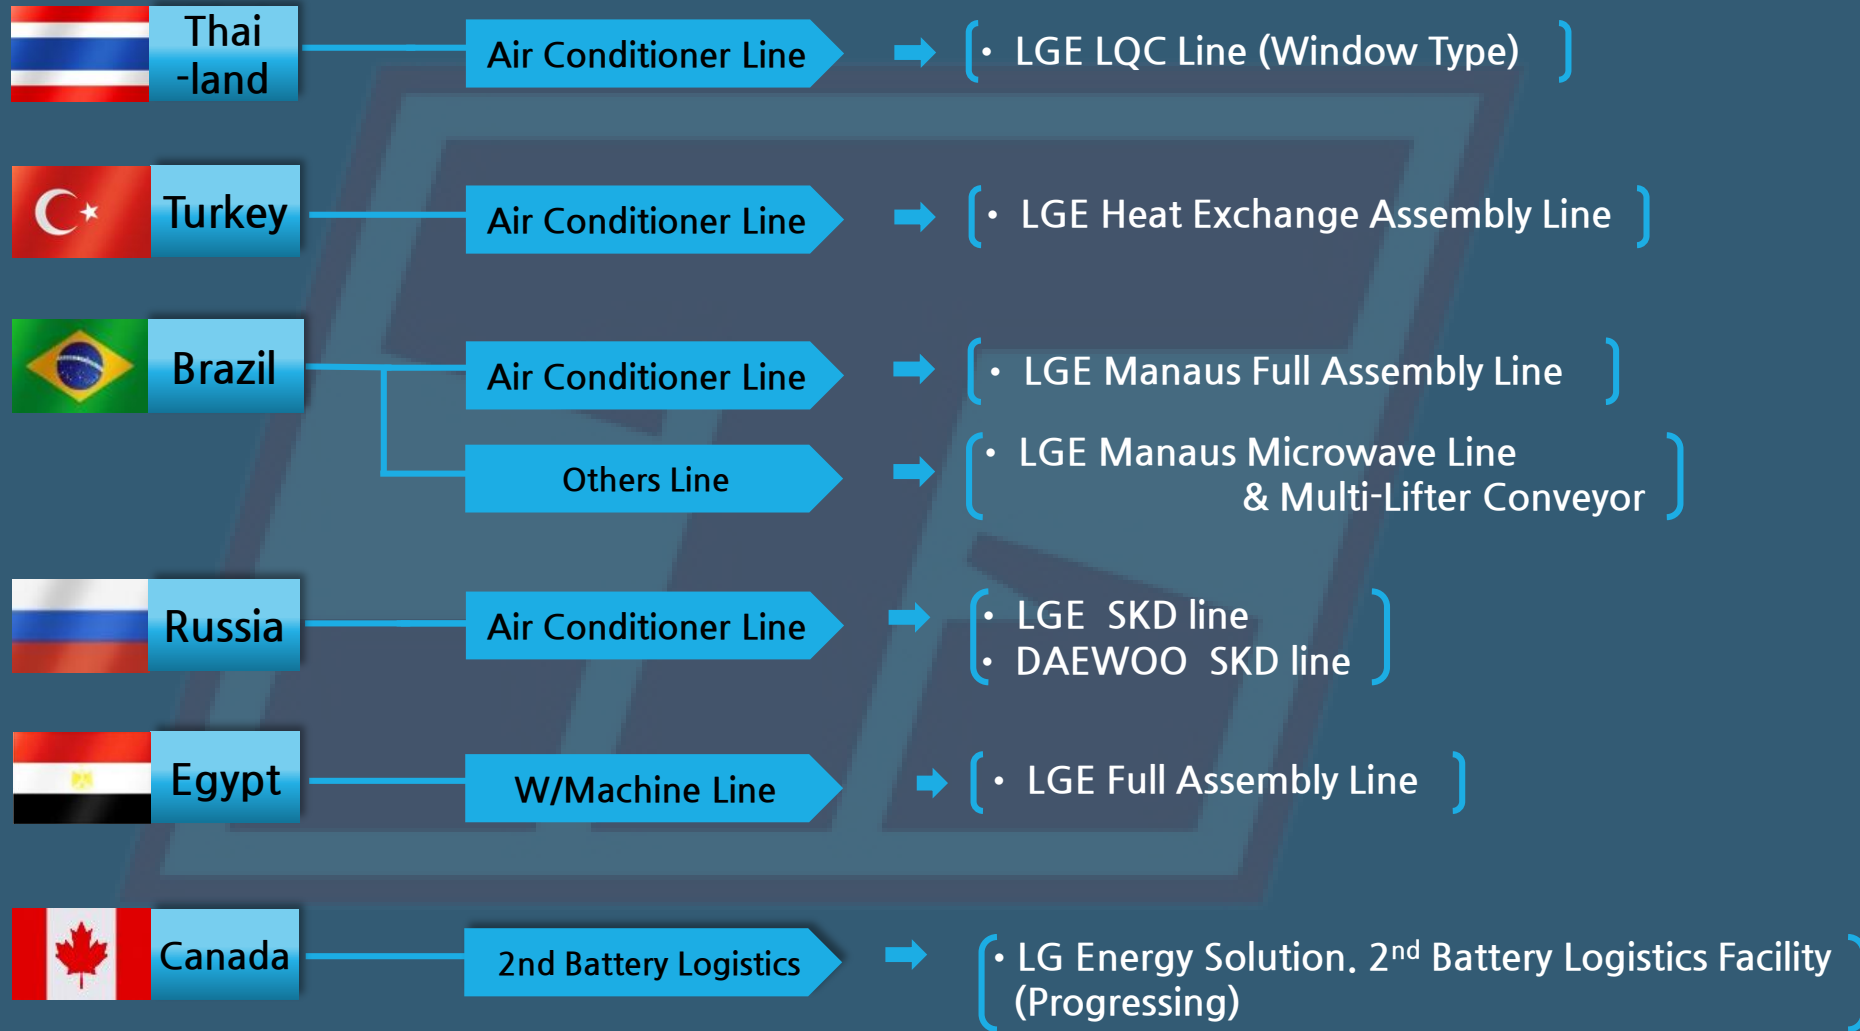 Thai
-land
Air Conditioner Line
• LGE LQC Line (Window Type)
Turkey
Air Conditioner Line
• LGE Heat Exchange Assembly Line
Brazil
Air Conditioner Line
• LGE Manaus Full Assembly Line
Others Line
• LGE Manaus Microwave Line
& Multi-Lifter Conveyor
Russia
Air Conditioner Line
• LGE SKD line
• DAEWOO SKD line
Egypt
W/Machine Line
• LGE Full Assembly Line
Canada
2nd Battery Logistics
• LG Energy Solution. 2nd Battery Logistics Facility
(Progressing)